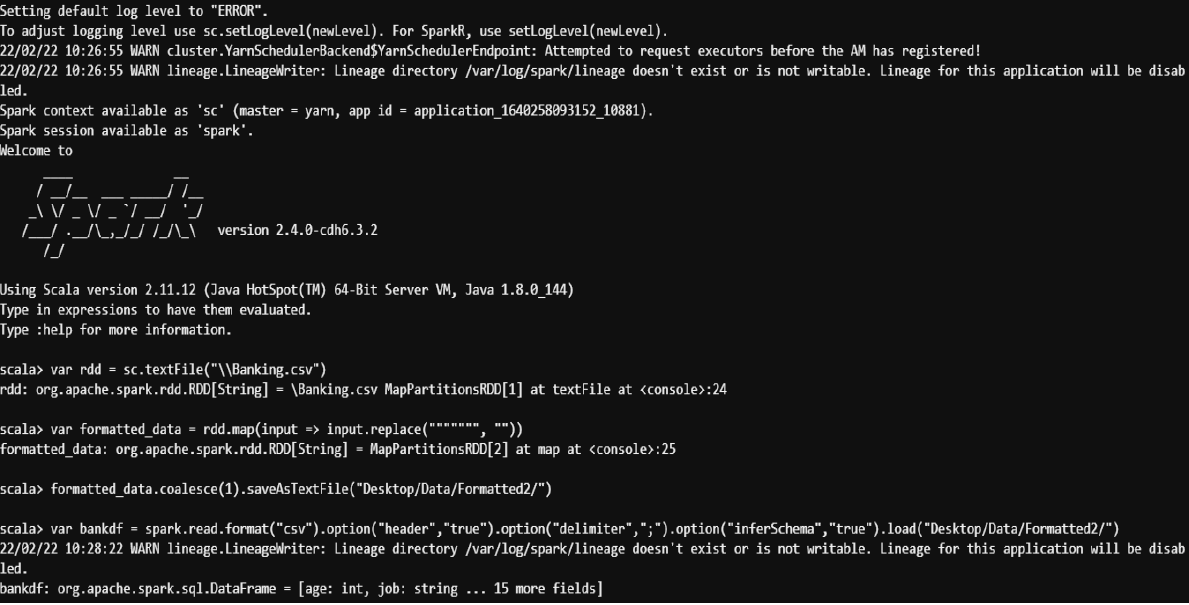 Setting default log level to "ERROR".
To adjust logging level use sc.setLogLevel(newLevel). For SparkR, use setLogLevel(newLevel).
22/02/22 10:26:55 WARN cluster.YarnSchedulerBackend$YarnSchedulerEndpoint: Attempted to request executors before the AM has registered!
22/02/22 10:26:55 WARN lineage.LineageWriter: Lineage directory /var/log/spark/lineage doesn't exist or is not writable. Lineage for this application will be disab
led.
Spark context available as 'sc' (master = yarn, app id = application_1640258093152_10881).
Spark session available as 'spark'.
Welcome to
      ____              __
     / __/__  ___ _____/ /__
    _\ \/ _ \/ _ `/ __/  '_/
   /___/ .__/\_,_/_/ /_/\_\   version 2.4.0-cdh6.3.2
      /_/
Using Scala version 2.11.12 (Java HotSpot(TM) 64-Bit Server VM, Java 1.8.0_144)
Type in expressions to have them evaluated.
Type :help for more information.
scala> var rdd = sc.textFile("\\Banking.csv")
rdd: org.apache.spark.rdd.RDD[String] = \Banking.csv MapPartitionsRDD[1] at textFile at <console>:24
scala> var formatted_data = rdd.map(input => input.replace(""""""", ""))
formatted_data: org.apache.spark.rdd.RDD[String] = MapPartitionsRDD[2] at map at <console>:25
scala> formatted_data.coalesce(1).saveAsTextFile("Desktop/Data/Formatted2/")
scala> var bankdf = spark.read.format("csv").option("header","true").option("delimiter",";").option("inferSchema","true").load("Desktop/Data/Formatted2/")
22/02/22 10:28:22 WARN lineage.LineageWriter: Lineage directory /var/log/spark/lineage doesn't exist or is not writable. Lineage for this application will be disab
led.
bankdf: org.apache.spark.sql.DataFrame = [age: int, job: string ... 15 more fields]